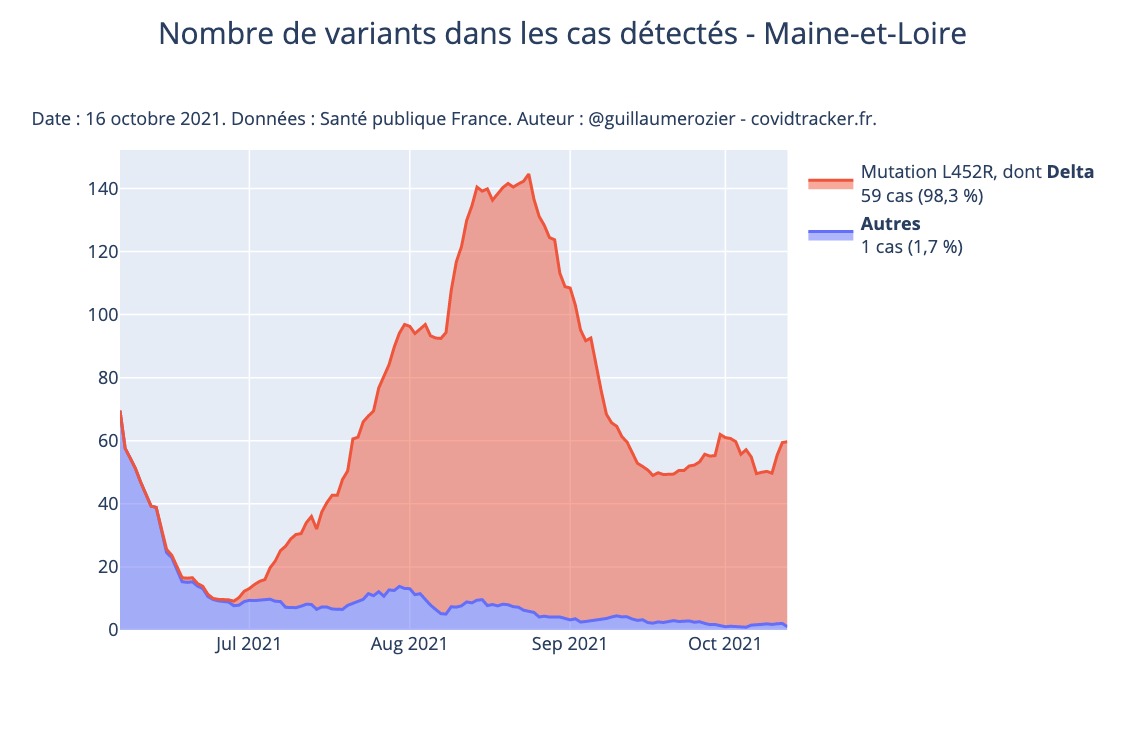 Nombre de variants dans les cas détectés - Maine-et-Loire
Date : 16 octobre 2021. Données : Santé publique France. Auteur : @guillaumerozier - covidtracker.fr.
Mutation L452R, dont Delta
59 cas (98,3 %)
Autres
1 cas (1,7 %)
140
120
100
80
60
40
20
0
Jul 2021
Aug 2021
Sep 2021
Oct 2021